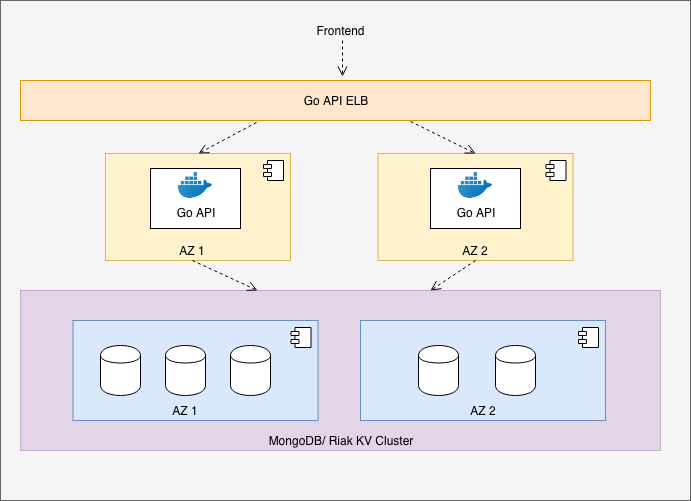 Frontend
Go API ELB
Go API
Go API
AZ 1
AZ 2
AZ 1
AZ 2
MongoDB/ Riak KV Cluster